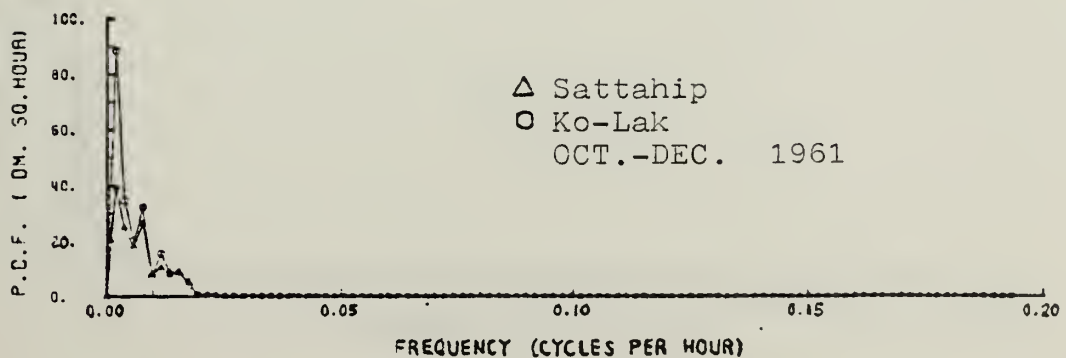 100.
80.
60.
40.
20.
0.
P.C.F. ( DM. SQ.HOUR)
△ Sattahip
O Ko-Lak
OCT.-DEC. 1961
0.00 0.05 0.10 0.15 0.20
FREQUENCY (CYCLES PER HOUR)